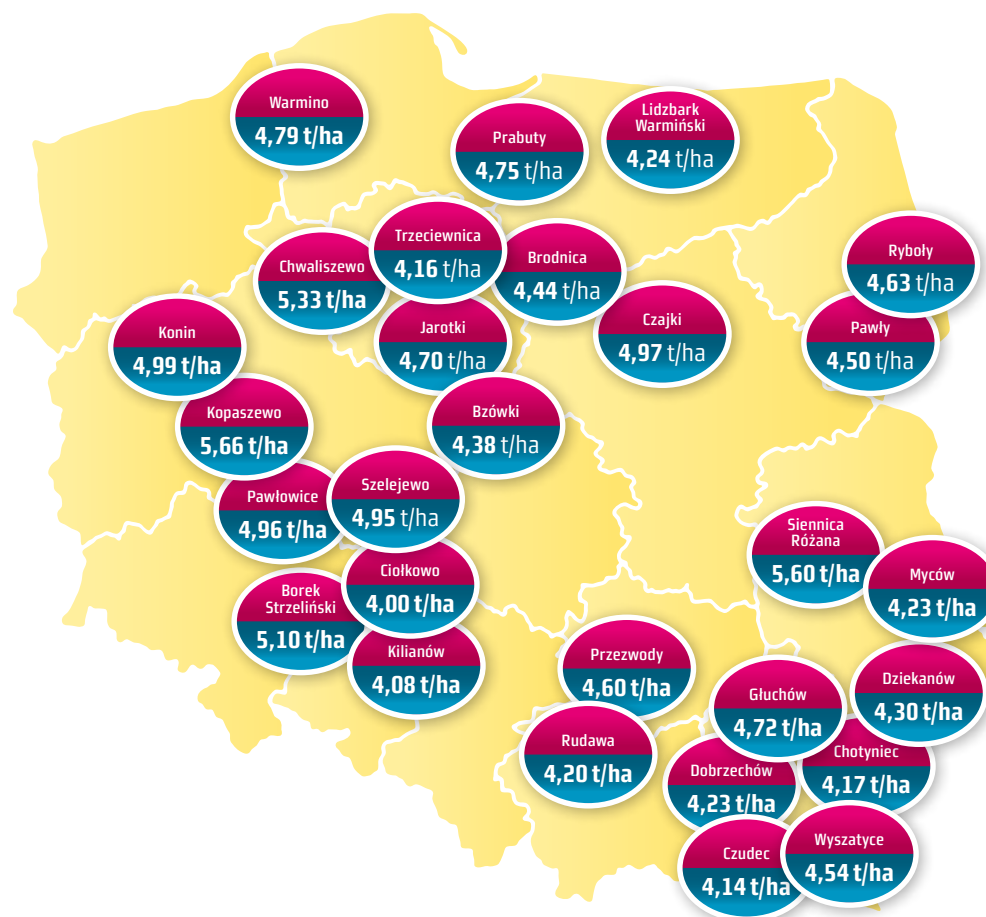 Warmino
4,79 t/ha
Prabuty
4,75 t/ha
Lidzbark
Warmiński
4,24 t/ha
Trzeciewnica
4,16 t/ha
Chwaliszewo
5,33 t/ha
Brodnica
4,44 t/ha
Ryboły
4,63 t/ha
Konin
4,99 t/ha
Jarotki
4,70 t/ha
Czajki
4,97 t/ha
Pawły
4,50 t/ha
Kopaszewo
5,66 t/ha
Bzówki
4,38 t/ha
Pawłowice
4,96 t/ha
Szelejewo
4,95 t/ha
Siennica
Różana
5,60 t/ha
Myców
4,23 t/ha
Ciołkowo
4,00 t/ha
Borek
Strzeliński
5,10 t/ha
Kilianów
4,08 t/ha
Przezwody
4,60 t/ha
Głuchów
4,72 t/ha
Dziekanów
4,30 t/ha
Rudawa
4,20 t/ha
Dobrzechów
4,23 t/ha
Chotyniec
4,17 t/ha
Czudec
4,14 t/ha
Wyszatyce
4,54 t/ha